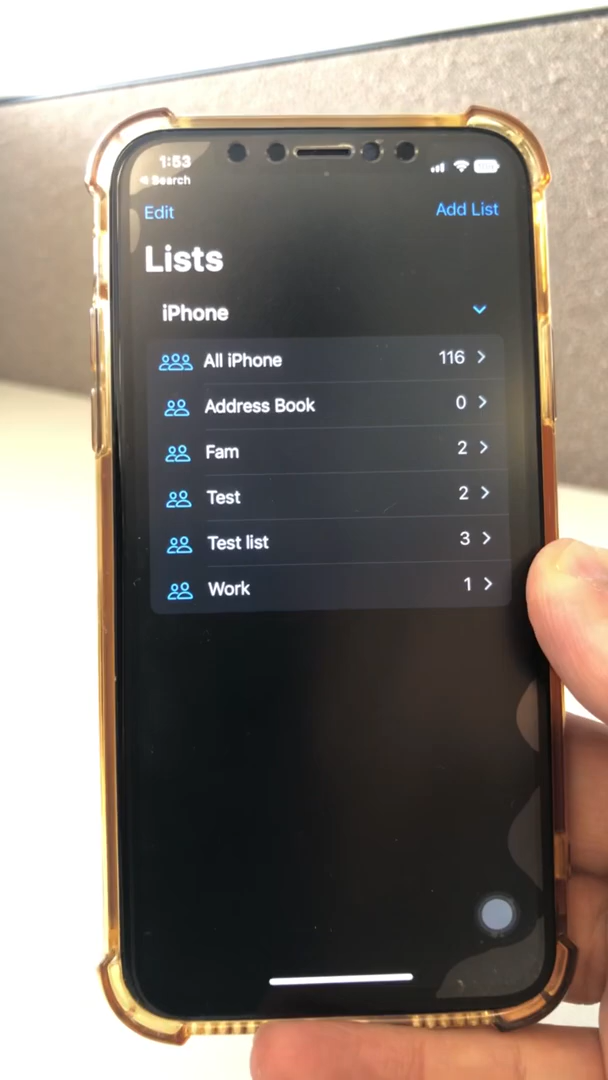 1:53
Search
Edit
Add List
Lists
iPhone
All iPhone 116
Address Book 0
Fam 2
Test 2
Test list 3
Work 1